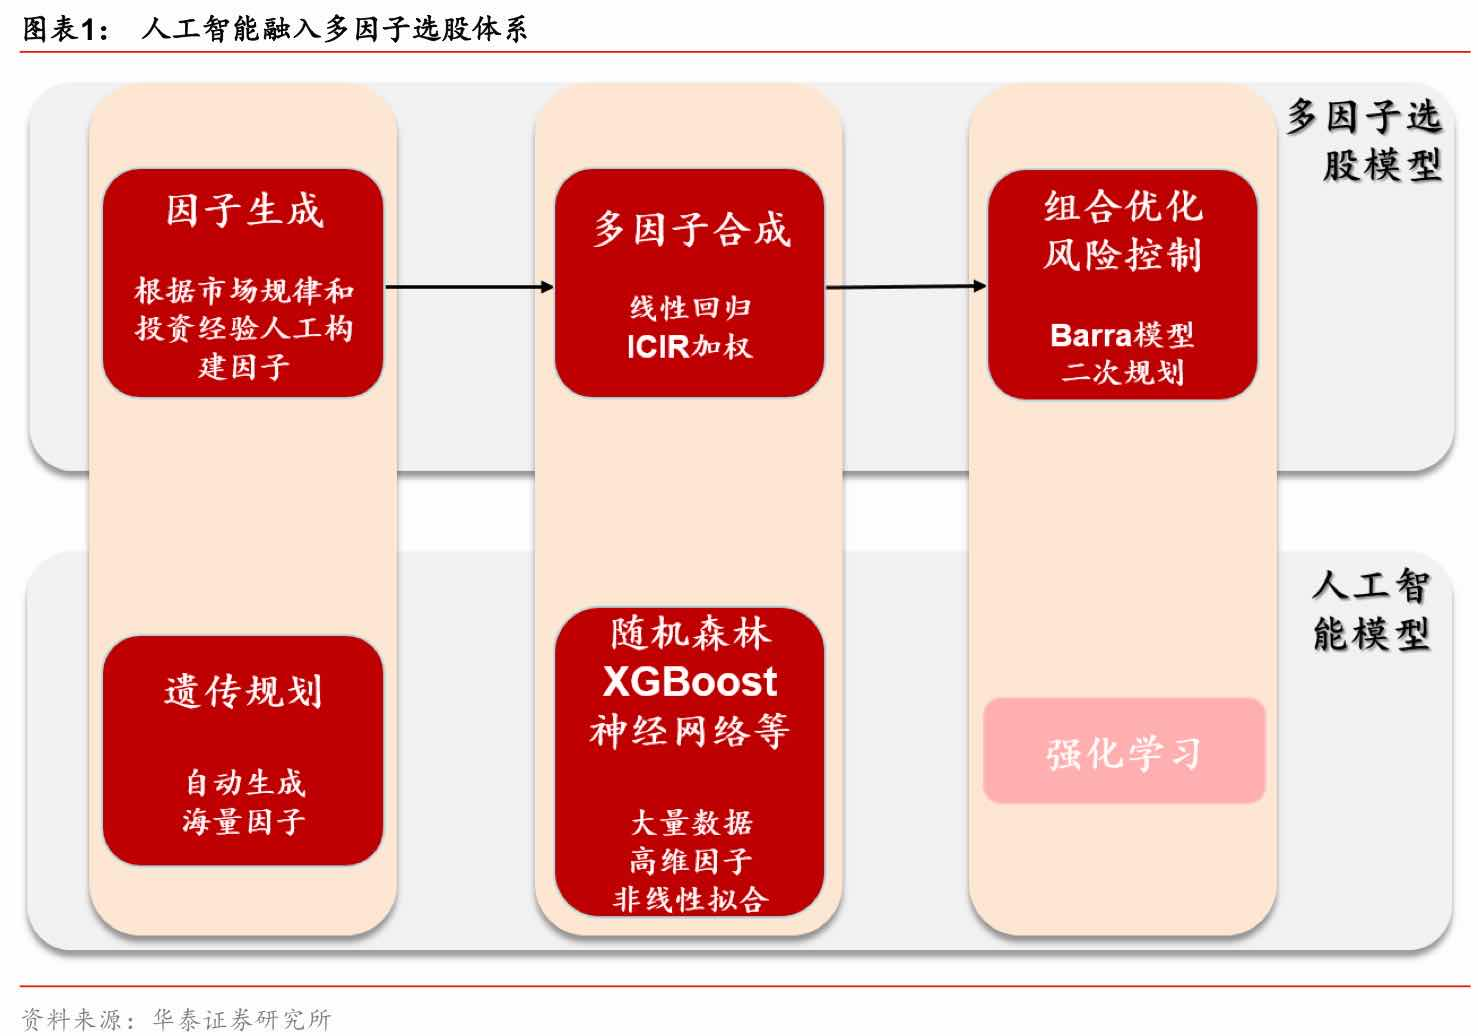 图表1： 人工智能融入多因子选股体系
多因子选
股模型
因子生成
根据市场规律和
投资经验人工构
建因子
多因子合成
线性回归
ICIR加权
组合优化
风险控制
Barra模型
二次规划
人工智
能模型
遗传规划
自动生成
海量因子
随机森林
XGBoost
神经网络等
大量数据
高维因子
非线性拟合
强化学习
资料来源：华泰证券研究所